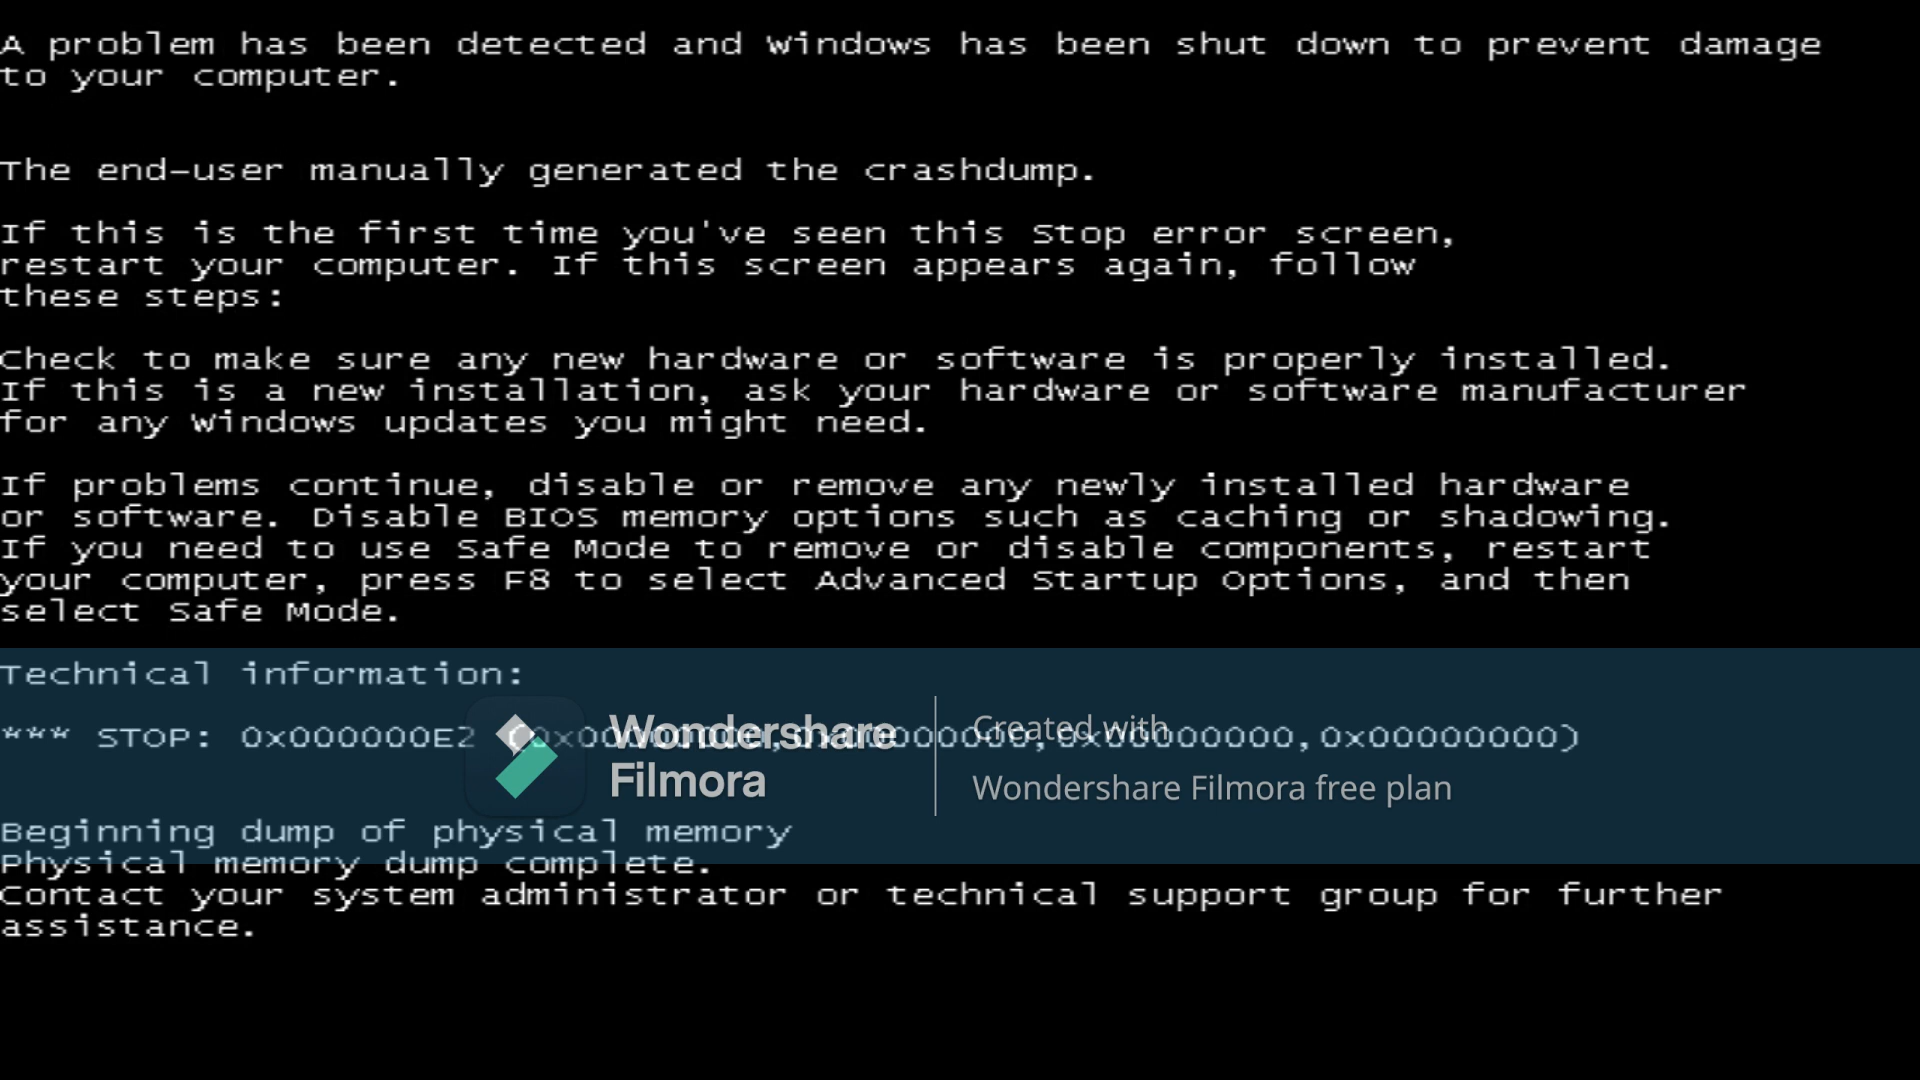 A problem has been detected and Windows has been shut down to prevent damage
to your computer.
The end-user manually generated the crashdump.
If this is the first time you've seen this Stop error screen,
restart your computer. If this screen appears again, follow
these steps:
Check to make sure any new hardware or software is properly installed.
If this is a new installation, ask your hardware or software manufacturer
for any Windows updates you might need.
If problems continue, disable or remove any newly installed hardware
or software. Disable BIOS memory options such as caching or shadowing.
If you need to use Safe Mode to remove or disable components, restart
your computer, press F8 to select Advanced Startup Options, and then
select Safe Mode.
Technical information:
*** STOP: 0x000000E2 (0x00000000,0x00000000,0x00000000,0x00000000)
Wondershare
Filmora
Created with
Wondershare Filmora free plan
Beginning dump of physical memory
Physical memory dump complete.
Contact your system administrator or technical support group for further
assistance.